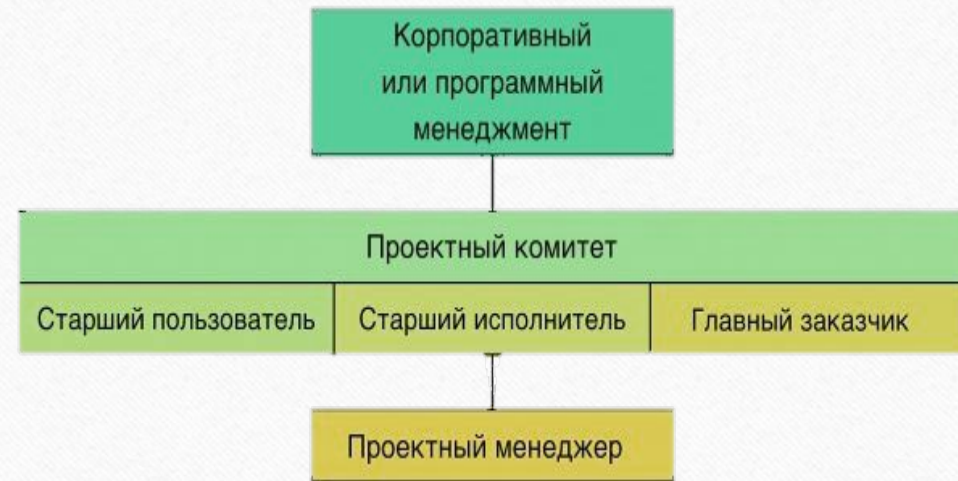 Корпоративный
или программный
менеджмент
Проектный комитет
Старший пользователь
Старший исполнитель
Главный заказчик
Проектный менеджер